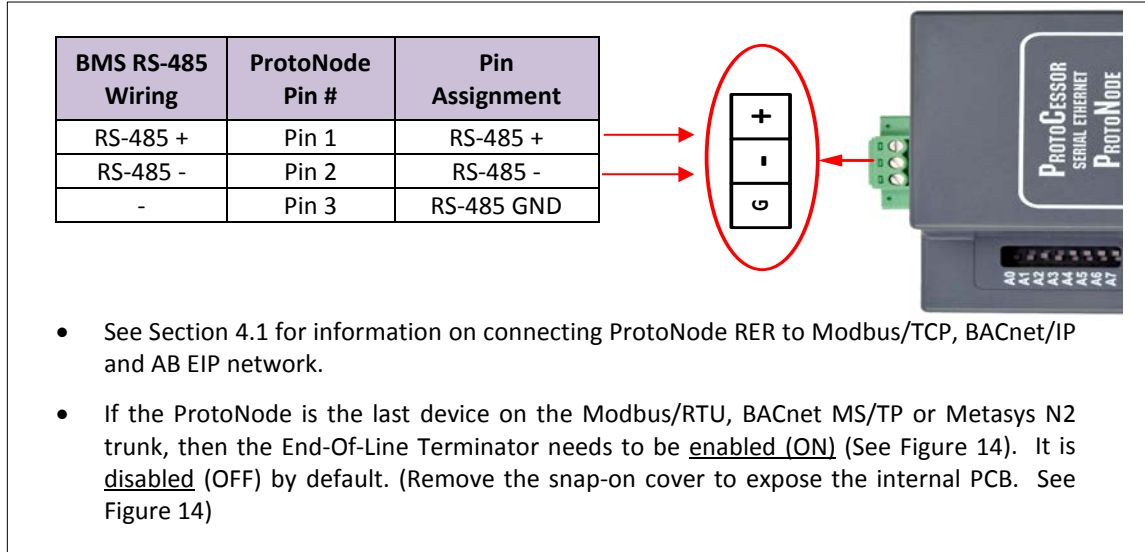 BMS RS-485 Wiring ProtoNode Pin # Pin Assignment
RS-485 + Pin 1 RS-485 +
RS-485 - Pin 2 RS-485 -
- Pin 3 RS-485 GND
+
-
G
PROTOCESSOR
SERIAL ETHERNET
PROTONODE
A0
A1
A2
A3
A4
A5
A6
A7
• See Section 4.1 for information on connecting ProtoNode RER to Modbus/TCP, BACnet/IP
and AB EIP network.
• If the ProtoNode is the last device on the Modbus/RTU, BACnet MS/TP or Metasys N2
trunk, then the End-Of-Line Terminator needs to be enabled (ON) (See Figure 14). It is
disabled (OFF) by default. (Remove the snap-on cover to expose the internal PCB. See
Figure 14)